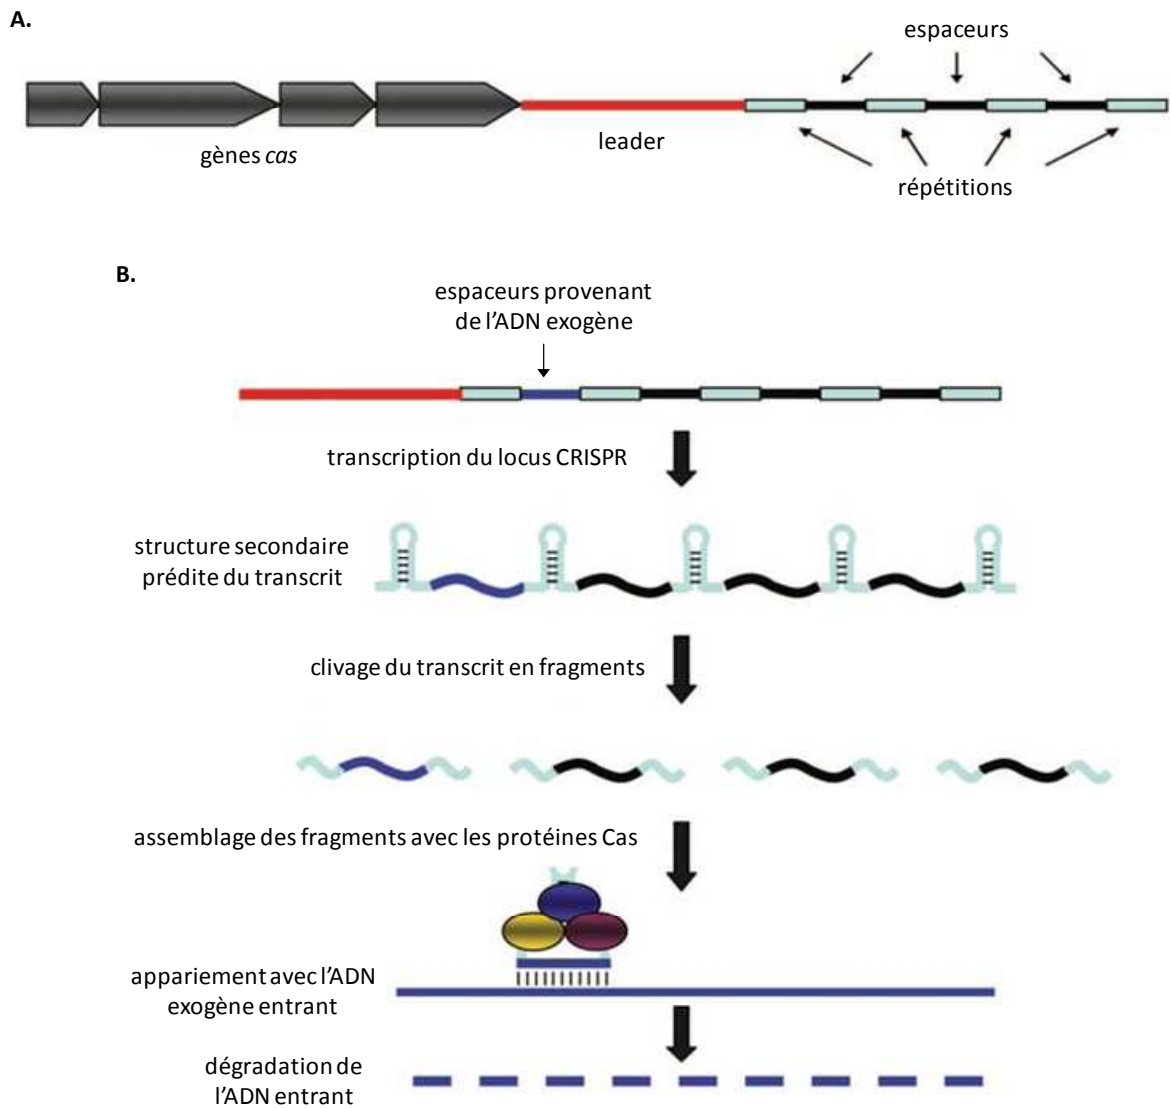 A.
espaceurs
gènes cas
leader
répétitions
B.
espaceurs provenant
de l'ADN exogène
transcription du locus CRISPR
structure secondaire
prédite du transcrit
clivage du transcrit en fragments
assemblage des fragments avec les protéines Cas
appariement avec l'ADN
exogène entrant
dégradation de
l'ADN entrant